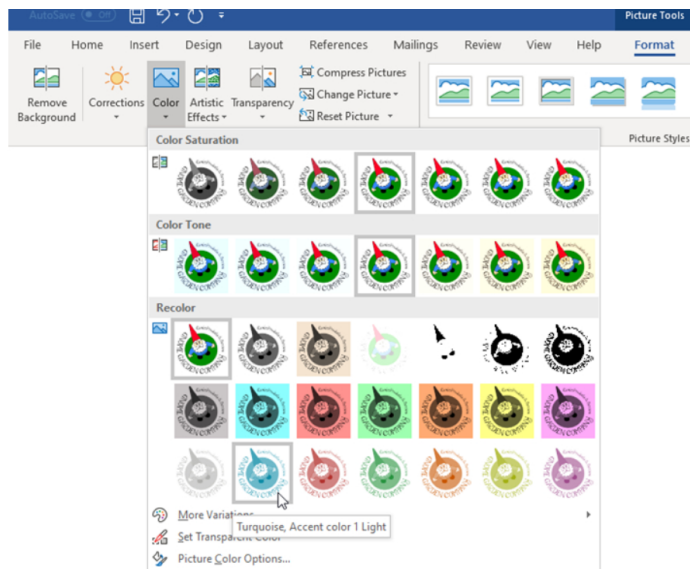 AutoSave Off
Picture Tools
File Home Insert Design Layout References Mailings Review View Help Format
Remove Background
Corrections
Color
Artistic Effects
Transparency
Compress Pictures
Change Picture
Reset Picture
Picture Styles
Color Saturation
Color Tone
Recolor
More Variations
Turquoise, Accent color 1 Light
Set Transparent Color
Picture Color Options...